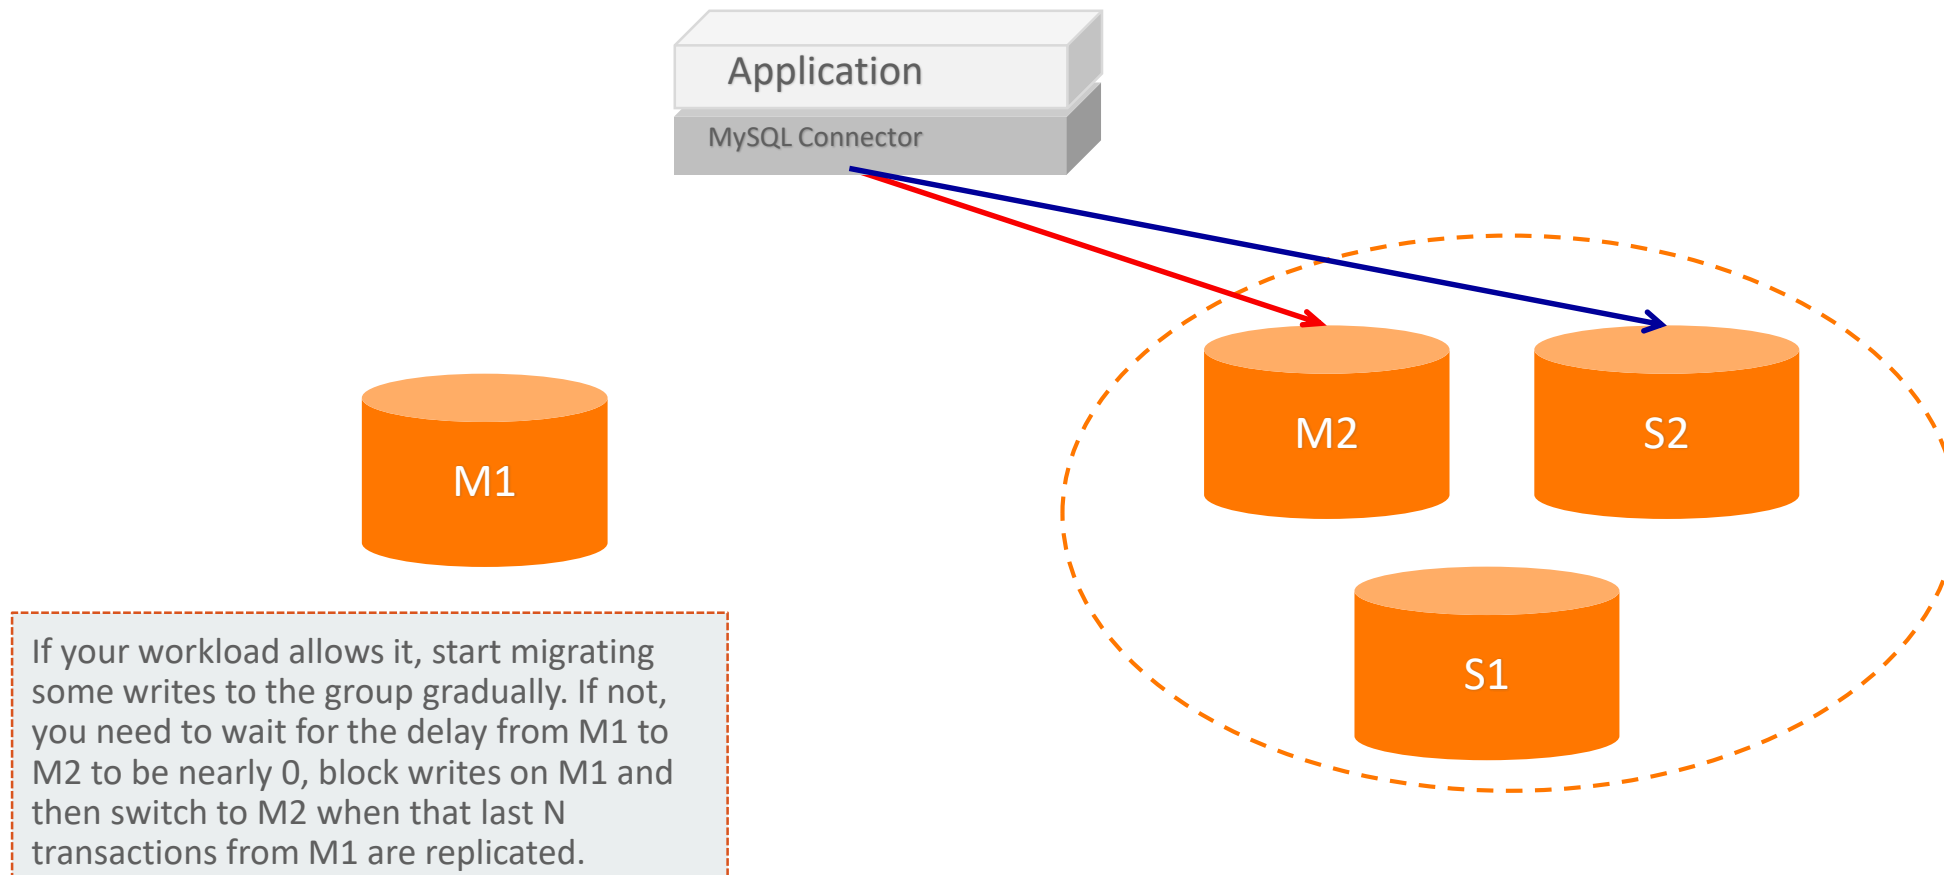 Application
MySQL Connector
M2
S2
M1
S1
If your workload allows it, start migrating
some writes to the group gradually. If not,
you need to wait for the delay from M1 to
M2 to be nearly 0, block writes on M1 and
then switch to M2 when that last N
transactions from M1 are replicated.